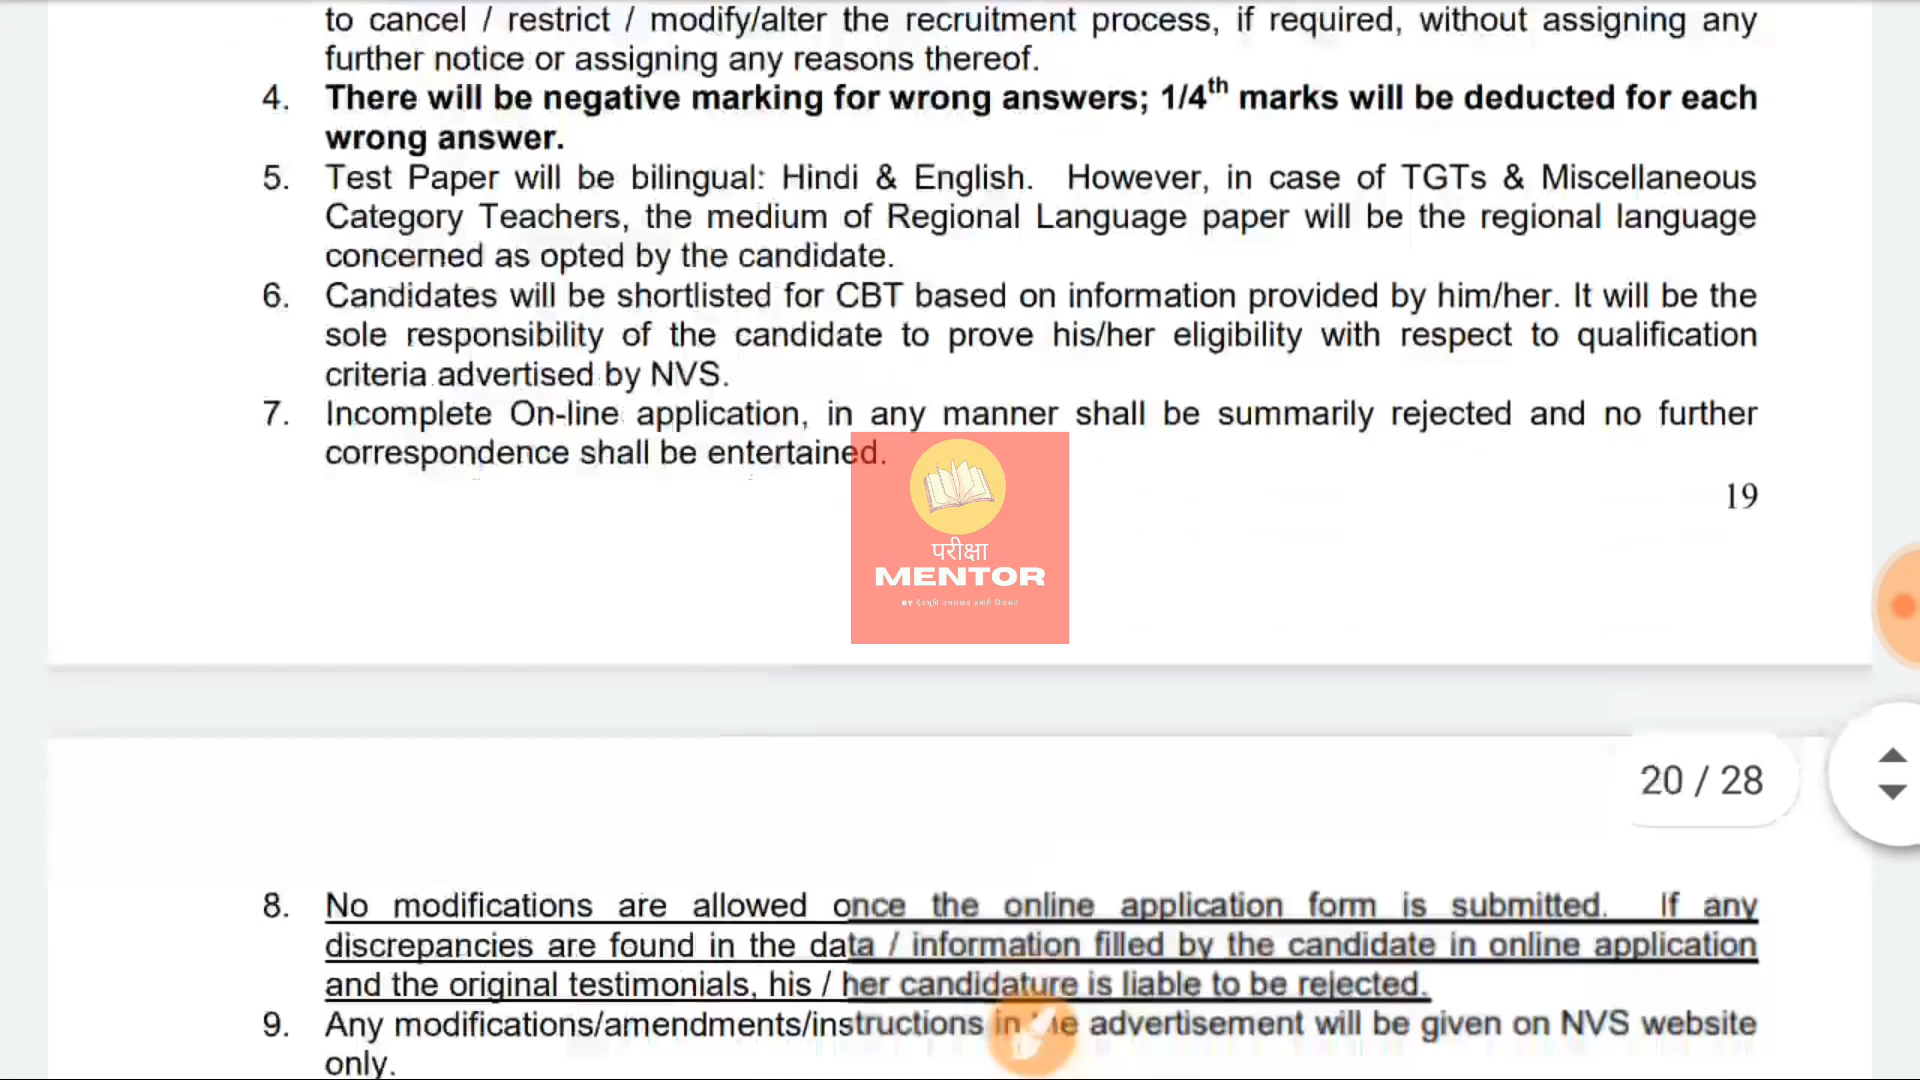 to cancel / restrict / modify/alter the recruitment process, if required, without assigning any
further notice or assigning any reasons thereof.
4. There will be negative marking for wrong answers; 1/4th marks will be deducted for each
wrong answer.
5. Test Paper will be bilingual: Hindi & English. However, in case of TGTs & Miscellaneous
Category Teachers, the medium of Regional Language paper will be the regional language
concerned as opted by the candidate.
6. Candidates will be shortlisted for CBT based on information provided by him/her. It will be the
sole responsibility of the candidate to prove his/her eligibility with respect to qualification
criteria advertised by NVS.
7. Incomplete On-line application, in any manner shall be summarily rejected and no further
correspondence shall be entertained.
19
परीक्षा
MENTOR
BY देवभूमि उत्तराखंड हमारी विरासत
20 / 28
8. No modifications are allowed once the online application form is submitted. If any
discrepancies are found in the data / information filled by the candidate in online application
and the original testimonials, his / her candidature is liable to be rejected.
9. Any modifications/amendments/instructions in the advertisement will be given on NVS website
only.